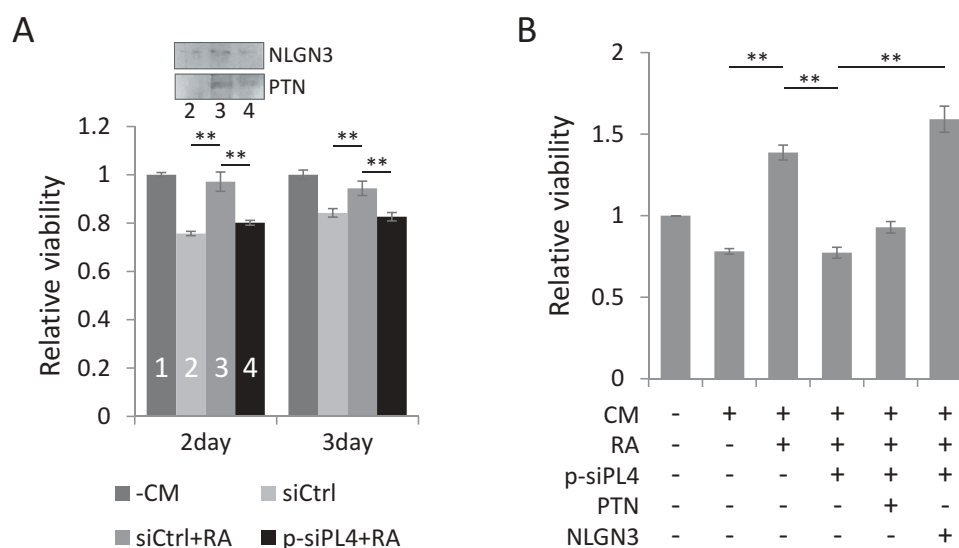 A
NLGN3
PTN
2 3 4
Relative viability
1.2
1
0.8
0.6
0.4
0.2
0
** ** ** **
1 2 3 4
2day 3day
-CM siCtrl
siCtrl+RA p-siPL4+RA
B
Relative viability
2
1.5
1
0.5
0
** ** **
CM - + + + + +
RA - - + + + +
p-siPL4 - - - + + +
PTN - - - - + -
NLGN3 - - - - - +